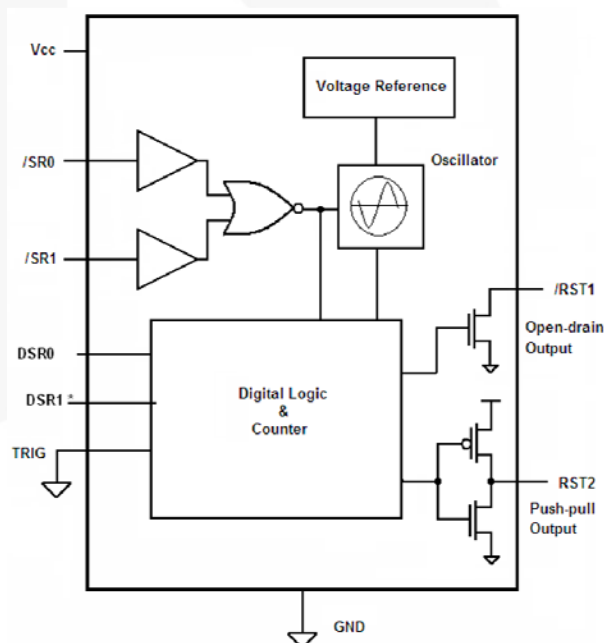 Vcc
Voltage Reference
/SR0
Oscillator
/SR1
/RST1
Open-drain
Output
DSR0
Digital Logic
&
Counter
DSR1 *
TRIG
RST2
Push-pull
Output
GND